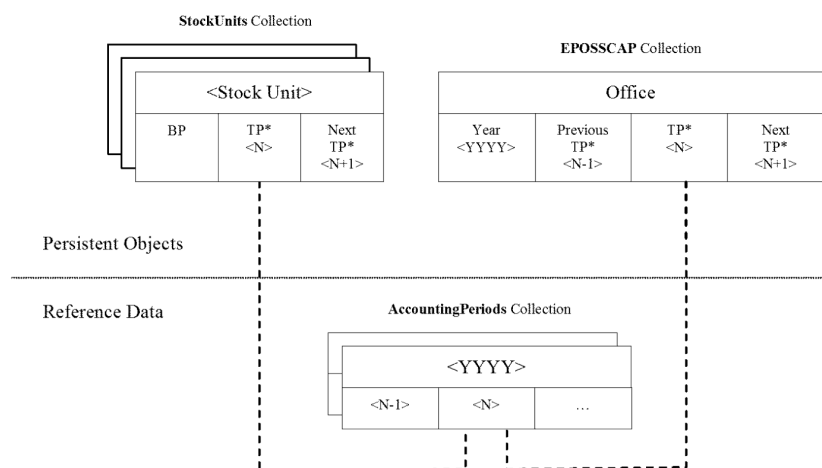 StockUnits Collection
EPOSSCAP Collection
<Stock Unit>
BP
TP*
<N>
Next
TP*
<N+1>
Office
Year
<YYYY>
Previous
TP*
<N-1>
TP*
<N>
Next
TP*
<N+1>
Persistent Objects
Reference Data
AccountingPeriods Collection
<YYYY>
<N-1>
<N>
…